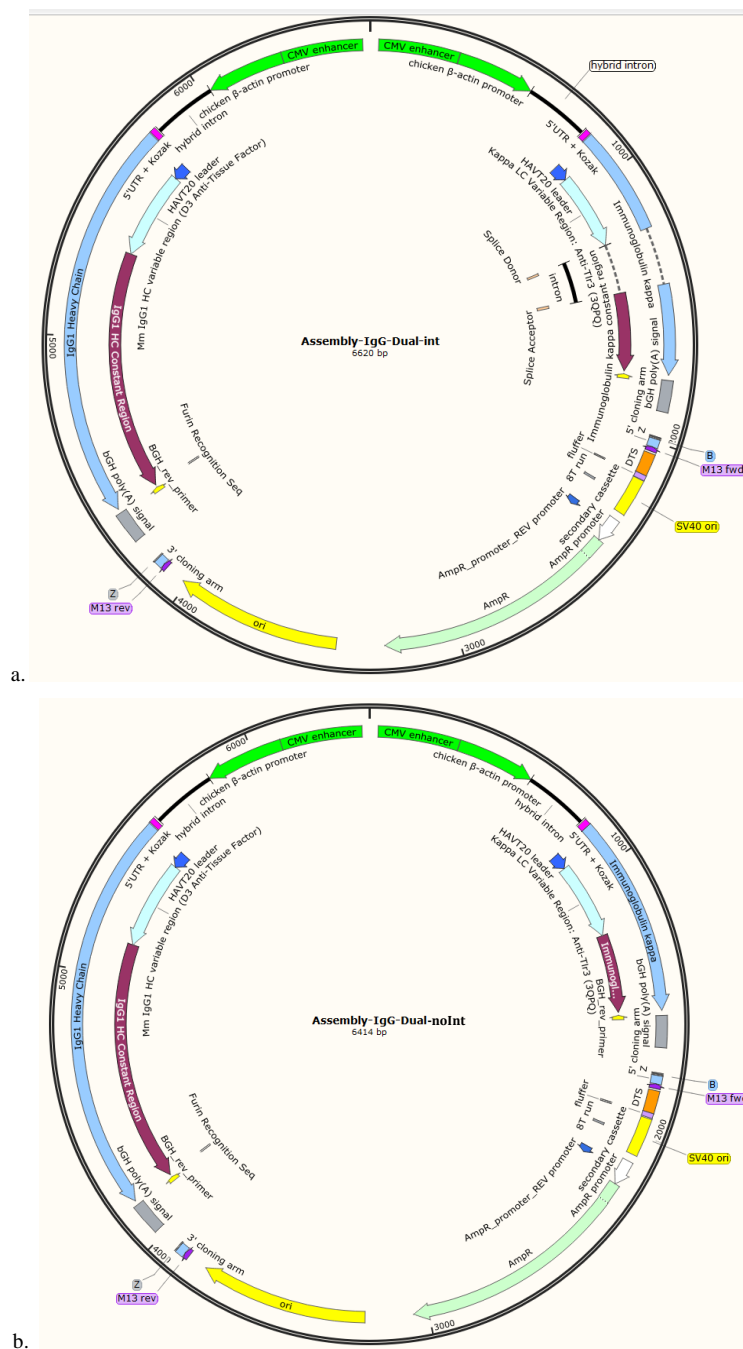 CMV enhancer
CMV enhancer
chicken β-actin promoter
chicken β-actin promoter
hybrid intron
hybrid intron
6000
1000
5'UTR + Kozak
5'UTR + Kozak
HAVT20 leader
HAVT20 leader
Mm IgG1 HC variable region (D3 Anti-Tissue Factor)
Kappa LC Variable Region: Anti-Tlr3 (3QPQ)
Immunoglobulin kappa
Immunoglobulin kappa constant region
Splice Donor
intron
Splice Acceptor
IgG1 Heavy Chain
IgG1 HC Constant Region
5000
Assembly-IgG-Dual-int
6620 bp
bGH poly(A) signal
bGH poly(A) signal
5' cloning arm
Z
2000
B
M13 fwd
DTS
SV40 ori
fluffer
8T run
secondary cassette
AmpR promoter
AmpR_promoter_REV promoter
Furin Recognition Seq
BGH_rev_primer
3' cloning arm
Z
M13 rev
4000
ori
AmpR
3000
a.
CMV enhancer
CMV enhancer
chicken β-actin promoter
chicken β-actin promoter
hybrid intron
hybrid intron
6000
1000
5'UTR + Kozak
5'UTR + Kozak
HAVT20 leader
HAVT20 leader
Mm IgG1 HC variable region (D3 Anti-Tissue Factor)
Kappa LC Variable Region: Anti-Tlr3 (3QPQ)
Immunoglobulin kappa
Immunogl...
BGH_rev_primer
IgG1 Heavy Chain
IgG1 HC Constant Region
5000
Assembly-IgG-Dual-noInt
6414 bp
bGH poly(A) signal
bGH poly(A) signal
5' cloning arm
Z
B
M13 fwd
DTS
2000
SV40 ori
fluffer
8T run
secondary cassette
AmpR promoter
AmpR_promoter_REV promoter
Furin Recognition Seq
BGH_rev_primer
3' cloning arm
Z
M13 rev
4000
ori
AmpR
3000
b.